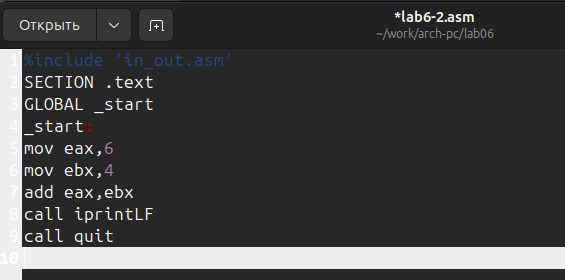 Открыть
*lab6-2.asm
~/work/arch-pc/lab06
1 %include 'in_out.asm'
2 SECTION .text
3 GLOBAL _start
4 _start:
5 mov eax,6
6 mov ebx,4
7 add eax,ebx
8 call iprintLF
9 call quit
10